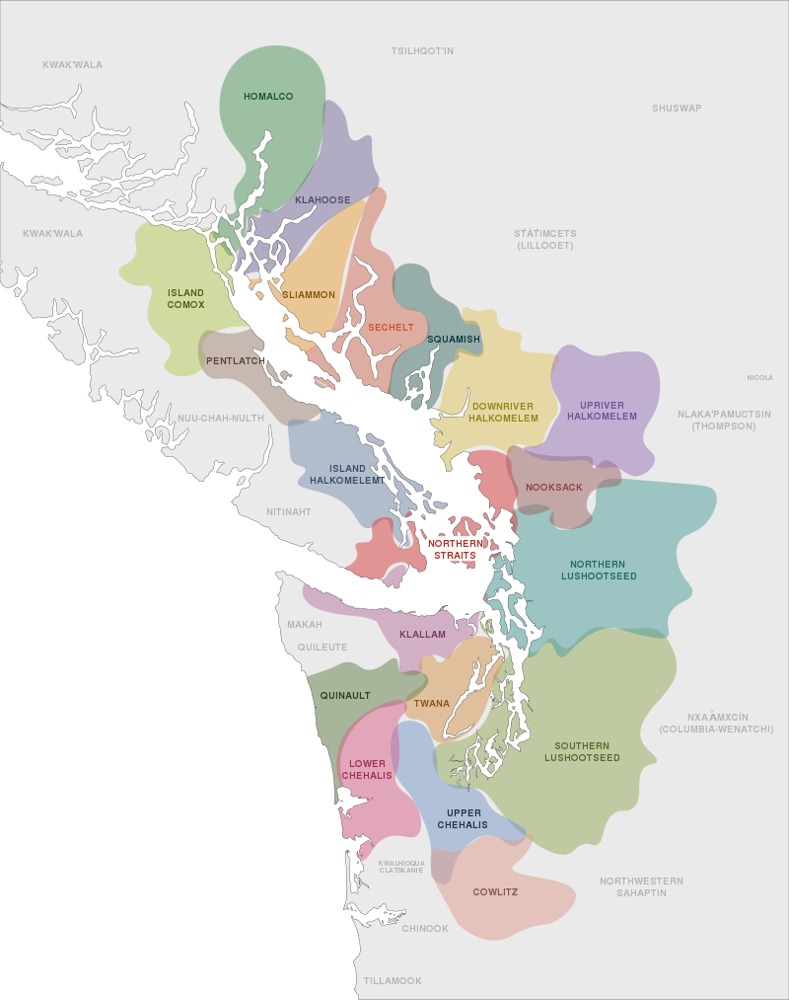 TSILHQOT'IN
KWAK'WALA
HOMALCO
SHUSWAP
KLAHOOSE
KWAK'WALA
SṪÁṪIMCETS
(LILLOOET)
ISLAND
COMOX
SLIAMMON
SECHELT
SQUAMISH
PENTLATCH
NICOLA
DOWNRIVER
HALKOMELEM
UPRIVER
HALKOMELEM
NUU-CHAH-NULTH
NLAKA'PAMUCTSIN
(THOMPSON)
ISLAND
HALKOMELEMT
NOOKSACK
NITINAHT
NORTHERN
STRAITS
NORTHERN
LUSHOOTSEED
MAKAH
KLALLAM
QUILEUTE
QUINAULT
TWANA
(COLUMBIA-WENATCHI)
SOUTHERN
LUSHOOTSEED
LOWER
CHEHALIS
UPPER
CHEHALIS
KWALHIOQUA
CLATSKANIE
COWLITZ
NORTHWESTERN
SAHAPTIN
CHINOOK
TILLAMOOK